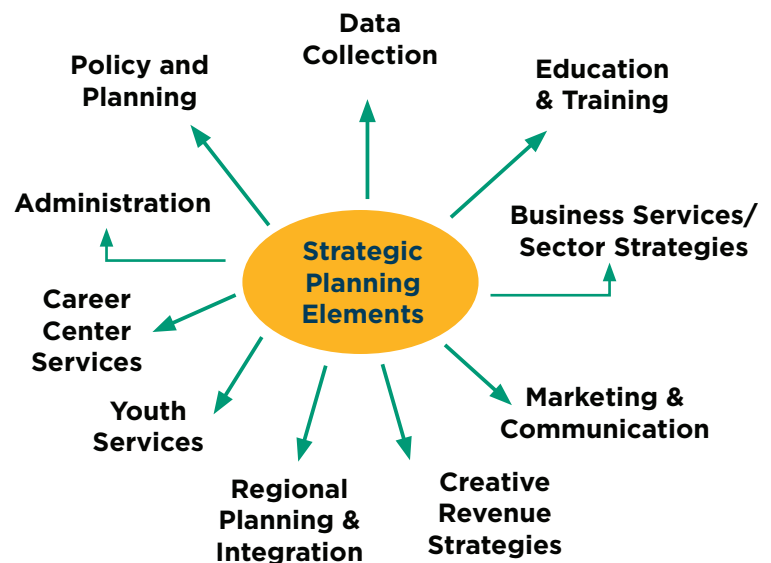 Data
Collection
Policy and
Planning
Education
& Training
Administration
Business Services/
Sector Strategies
Strategic
Planning
Elements
Career
Center
Services
Youth
Services
Marketing &
Communication
Regional
Planning &
Integration
Creative
Revenue
Strategies